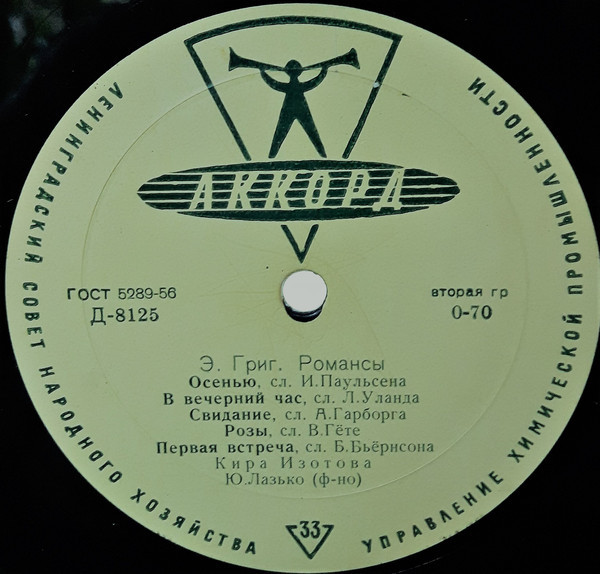 ЛЕНИНГРАДСКИЙ СОВЕТ НАРОДНОГО ХОЗЯЙСТВА
УПРАВЛЕНИЕ ХИМИЧЕСКОЙ ПРОМЫШЛЕННОСТИ
АККОРД
ГОСТ 5289-56
Д-8125
вторая гр
0-70
Э. Григ. Романсы
Осенью, сл. И.Паульсена
В вечерний час, сл. Л.Уланда
Свидание, сл. А.Гарборга
Розы, сл. В.Гёте
Первая встреча, сл. Б.Бьёрнсона
Кира Изотова
Ю.Лазько (ф-но)
33